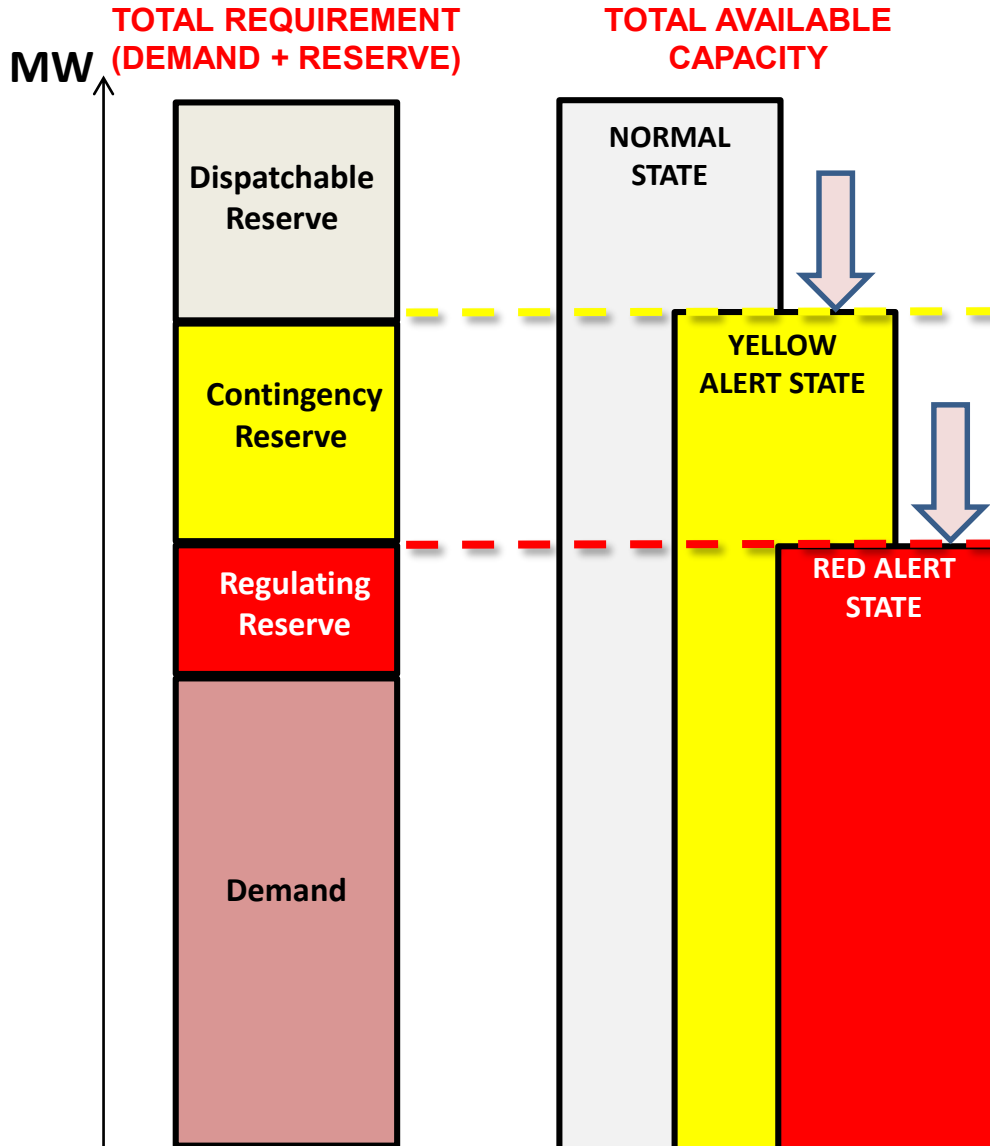 TOTAL REQUIREMENT
(DEMAND + RESERVE)
TOTAL AVAILABLE
CAPACITY
MW
Dispatchable
Reserve
Contingency
Reserve
Regulating
Reserve
Demand
NORMAL
STATE
YELLOW
ALERT STATE
RED ALERT
STATE